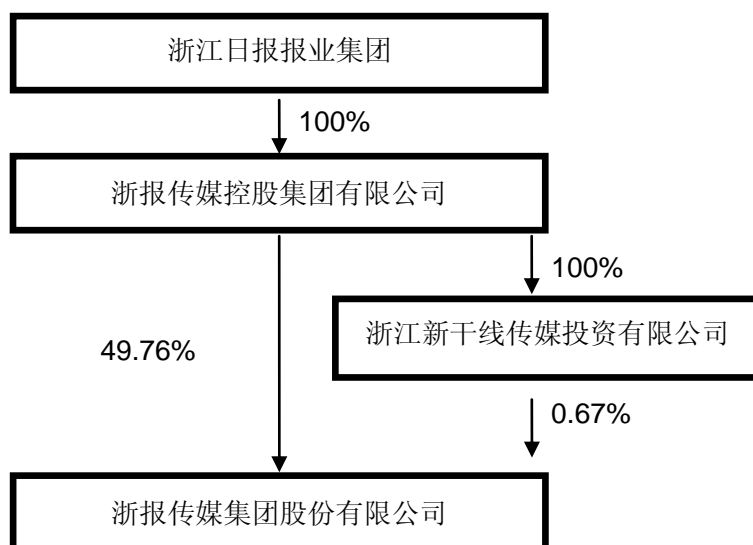 浙江日报报业集团
100%
浙报传媒控股集团有限公司
100%
浙江新干线传媒投资有限公司
49.76%
0.67%
浙报传媒集团股份有限公司